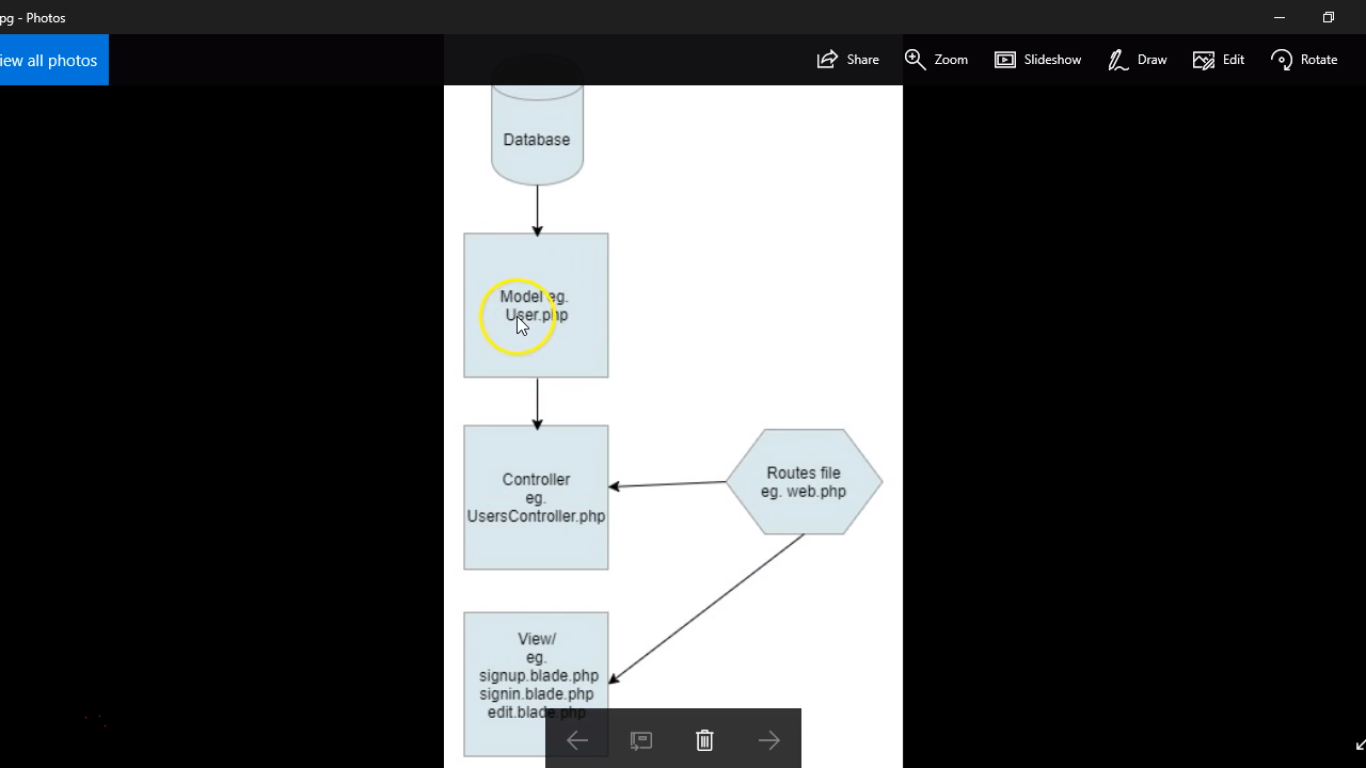 pg - Photos
iew all photos
Share
Zoom
Slideshow
Draw
Edit
Rotate
Database
Model eg.
User.php
Controller
eg.
UsersController.php
Routes file
eg. web.php
View/
eg.
signup.blade.php
signin.blade.php
edit.blade.php